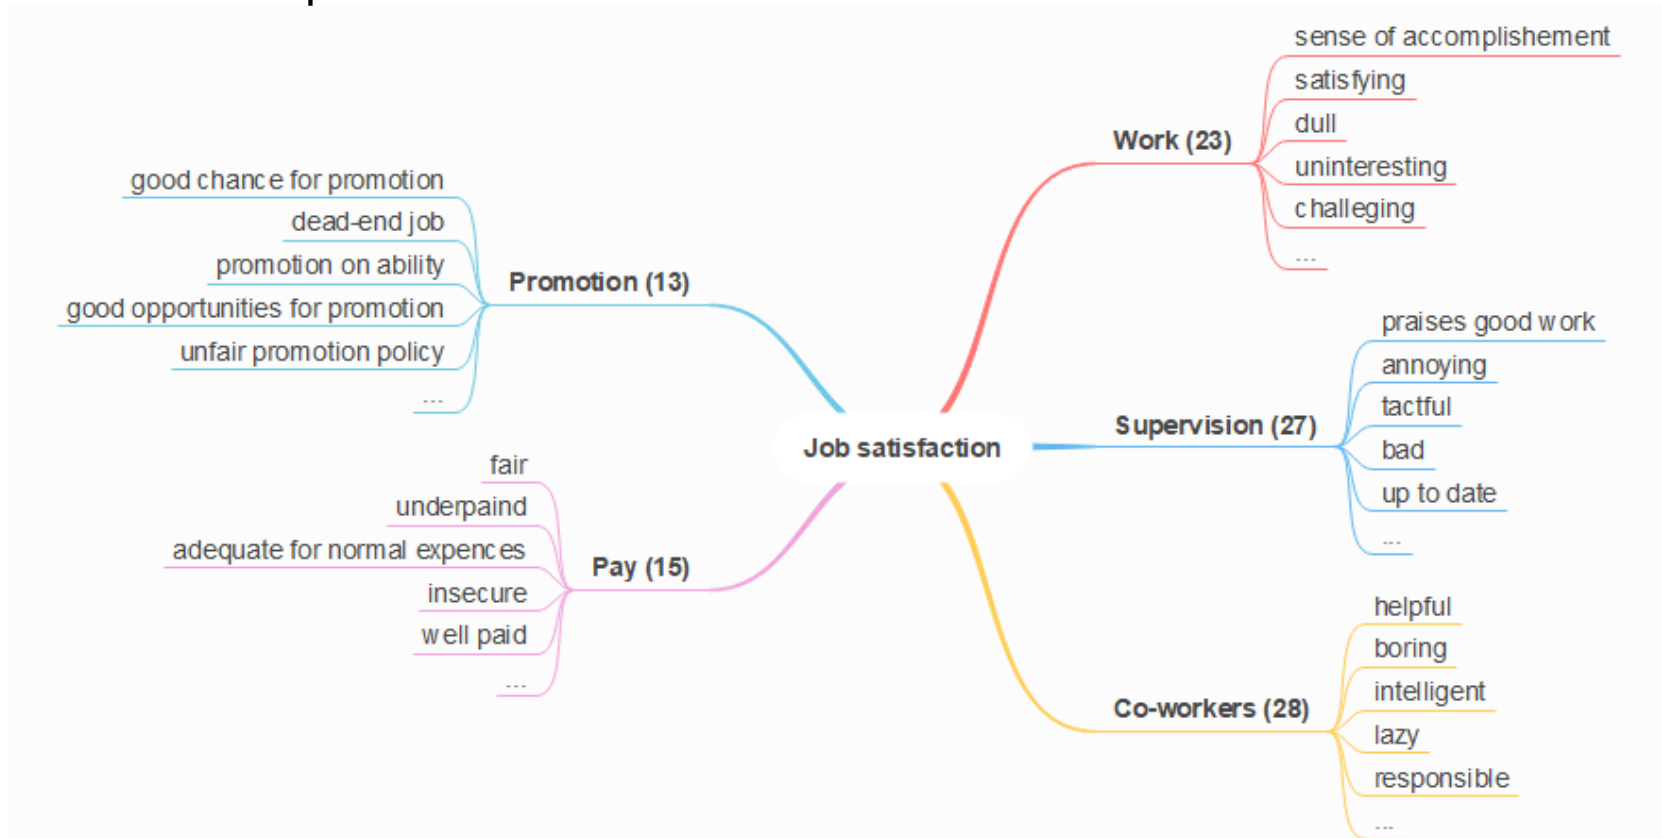 good chance for promotion
dead-end job
promotion on ability
good opportunities for promotion
unfair promotion policy
...
Promotion (13)
fair
underpaind
adequate for normal expences
insecure
well paid
...
Pay (15)
Job satisfaction
Work (23)
sense of accomplishement
satisfying
dull
uninteresting
challeging
...
Supervision (27)
praises good work
annoying
tactful
bad
up to date
...
Co-workers (28)
helpful
boring
intelligent
lazy
responsible
...